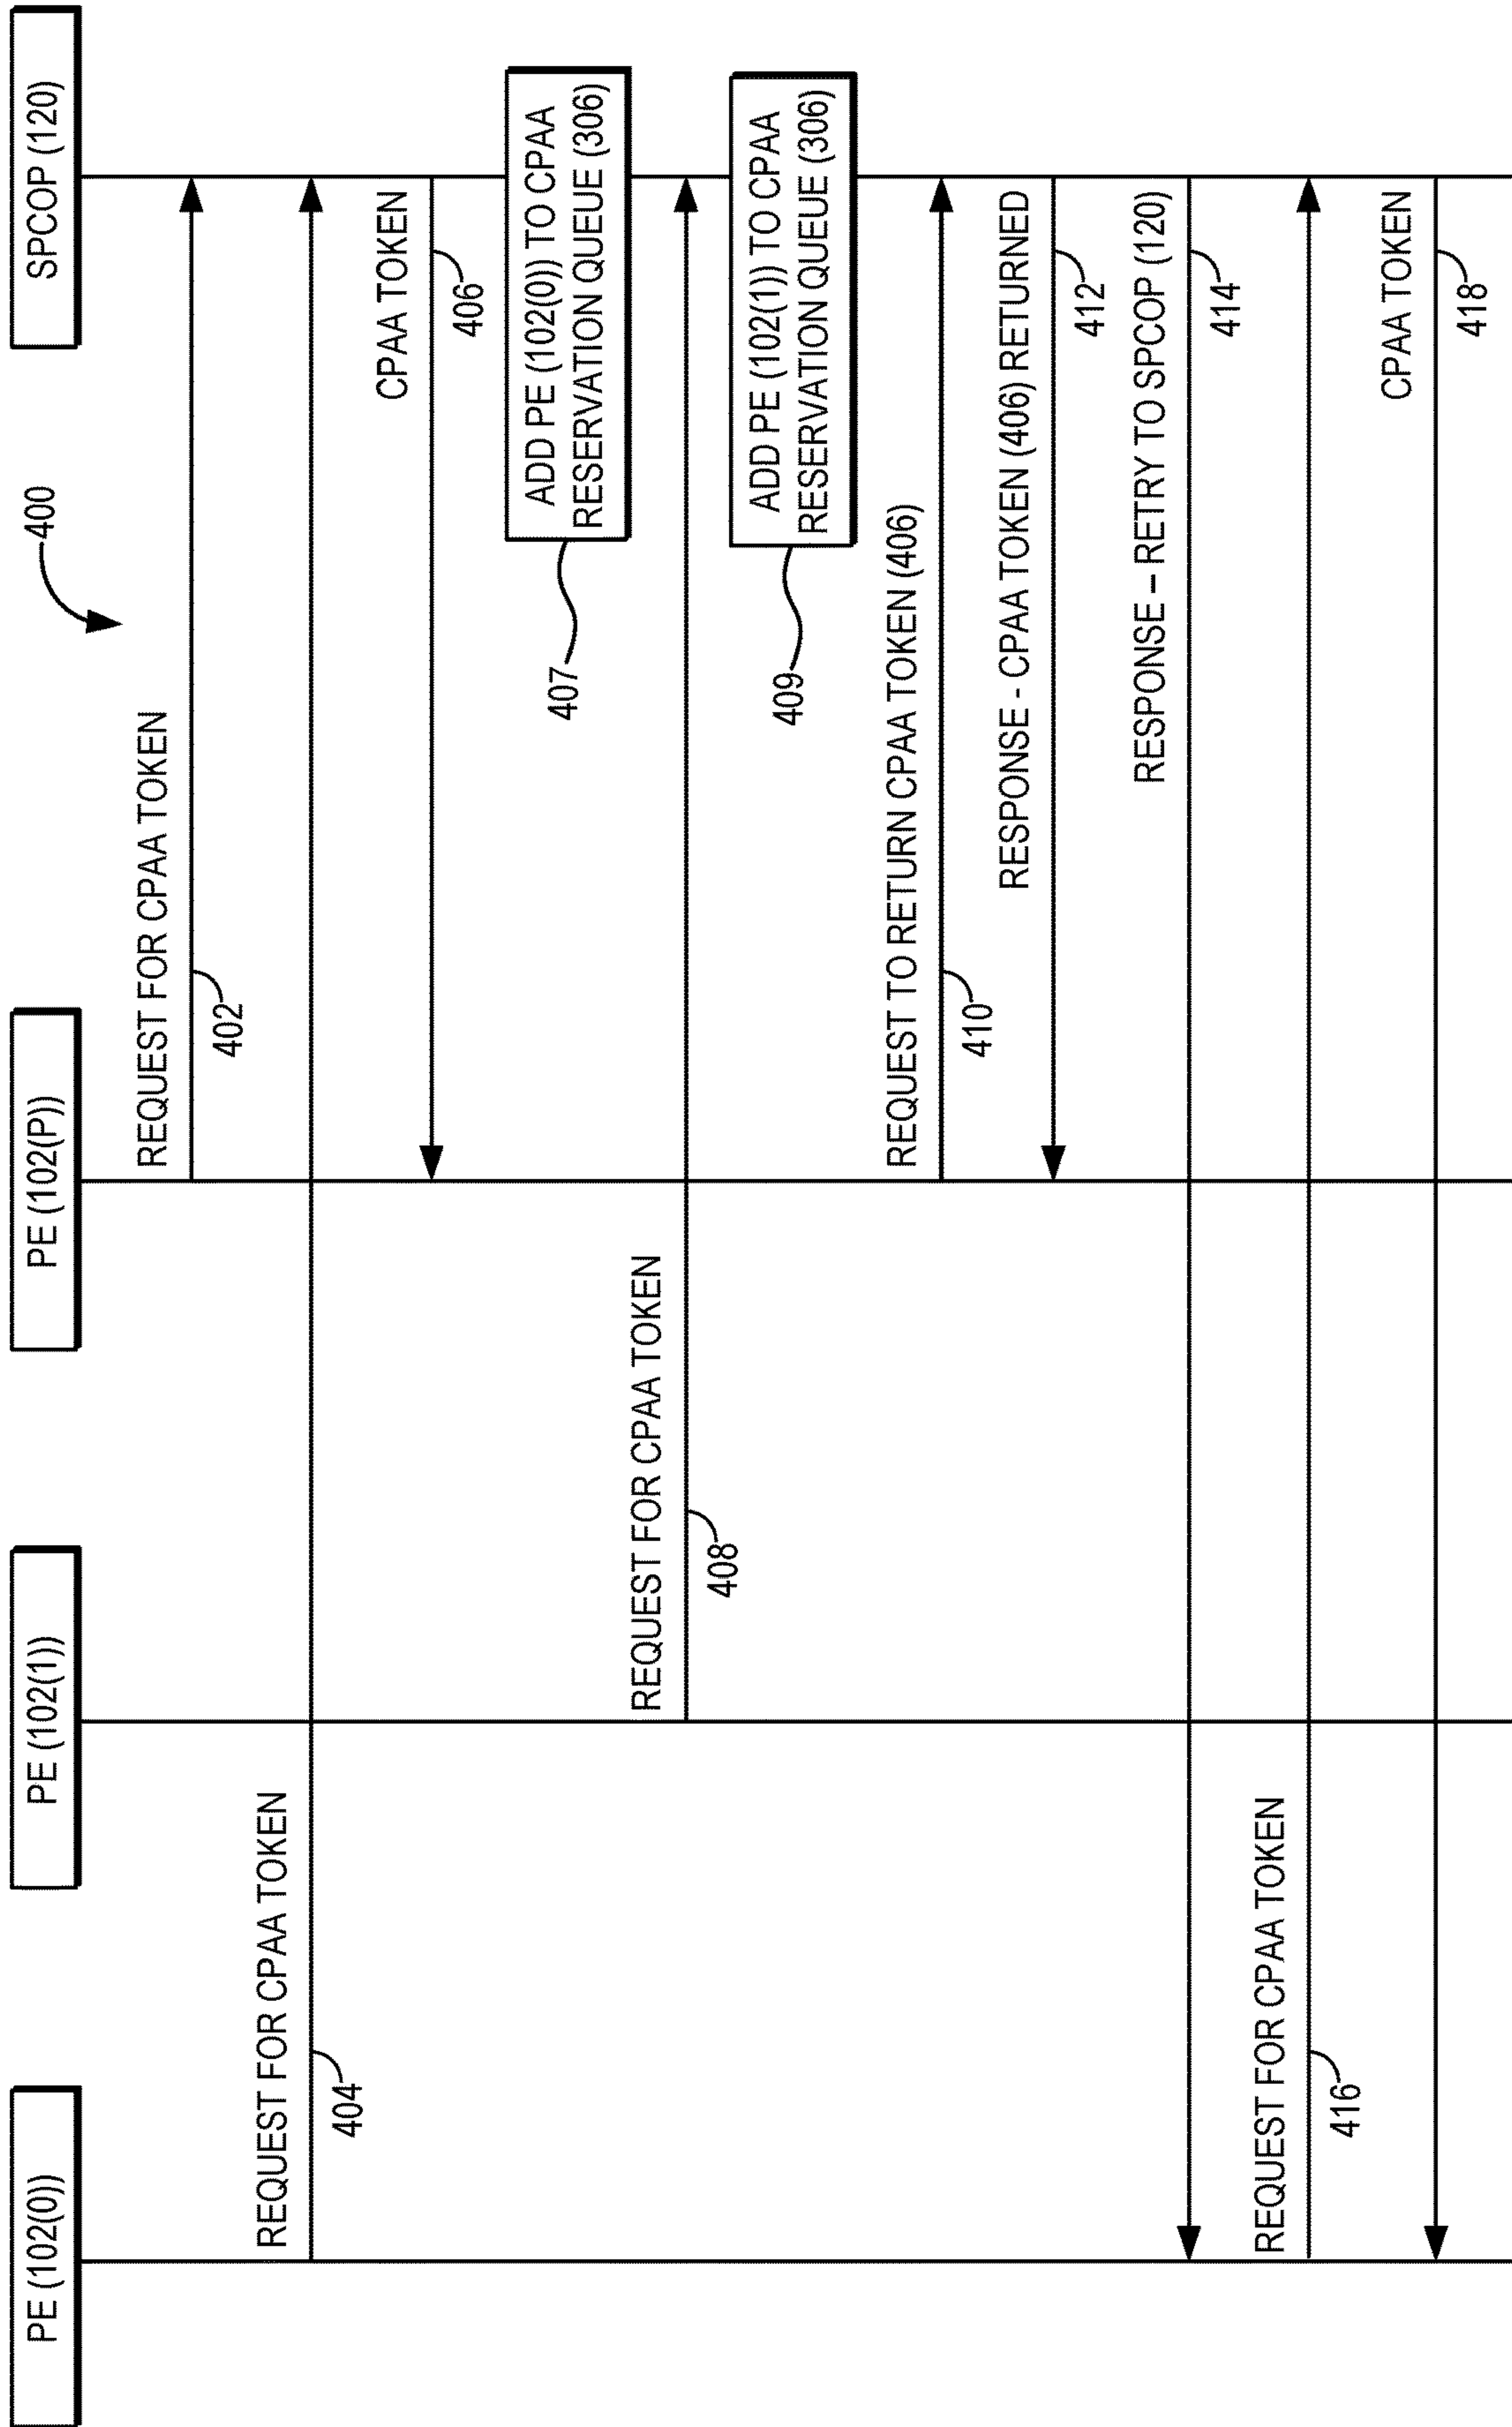 PE (102(0))
PE (102(1))
PE (102(P))
SPCOP (120)
400
REQUEST FOR CPAA TOKEN
402
REQUEST FOR CPAA TOKEN
404
CPAA TOKEN
406
ADD PE (102(0)) TO CPAA
RESERVATION QUEUE (306)
407
REQUEST FOR CPAA TOKEN
408
ADD PE (102(1)) TO CPAA
RESERVATION QUEUE (306)
409
REQUEST TO RETURN CPAA TOKEN (406)
410
RESPONSE - CPAA TOKEN (406) RETURNED
412
RESPONSE – RETRY TO SPCOP (120)
414
REQUEST FOR CPAA TOKEN
416
CPAA TOKEN
418